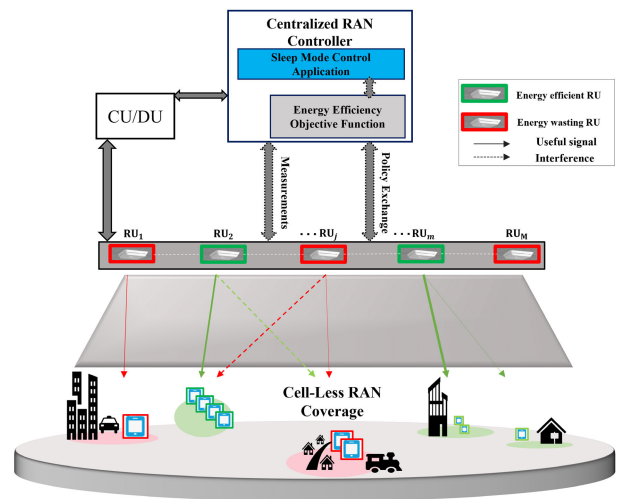 Centralized RAN
Controller
Sleep Mode Control
Application
Energy Efficiency
Objective Function
CU/DU
Energy efficient RU
Energy wasting RU
Useful signal
Interference
Measurements
Policy Exchange
RU₁
RU₂
···RUⱼ
···RUₘ
RU_M
Cell-Less RAN
Coverage